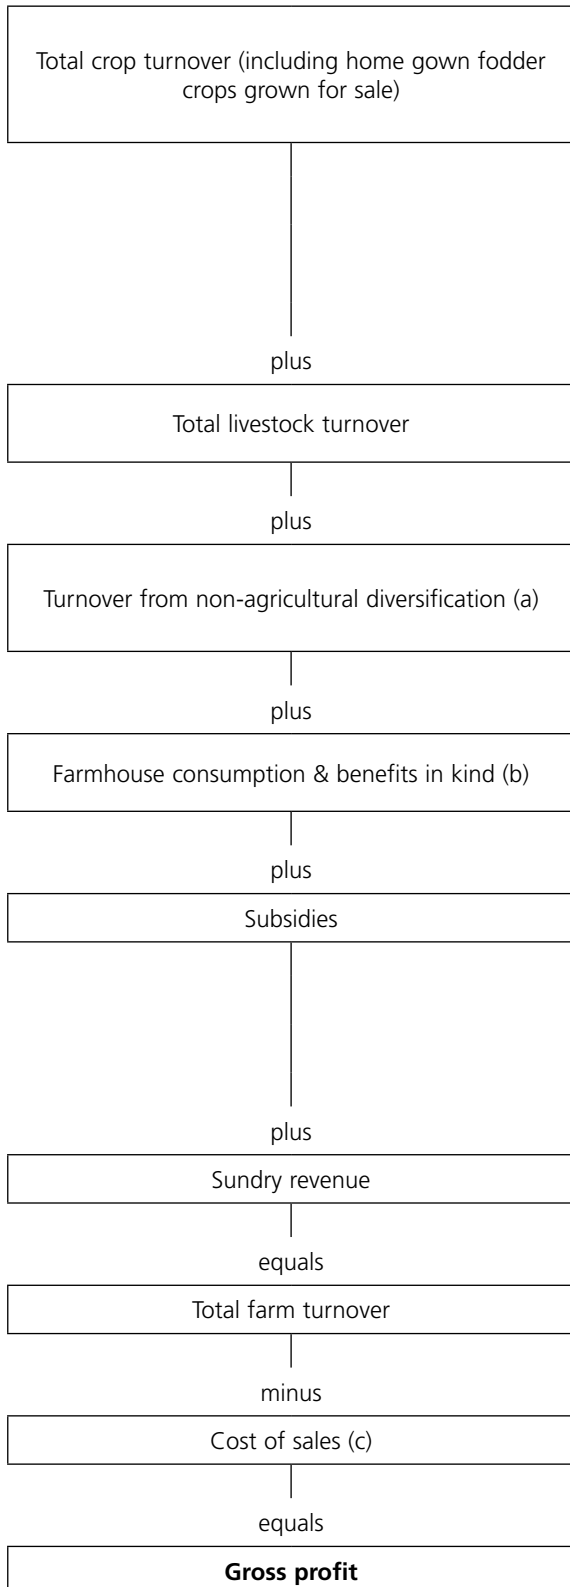 Total crop turnover (including home gown fodder
crops grown for sale)
plus
Total livestock turnover
plus
Turnover from non-agricultural diversification (a)
plus
Farmhouse consumption & benefits in kind (b)
plus
Subsidies
plus
Sundry revenue
equals
Total farm turnover
minus
Cost of sales (c)
equals
Gross profit